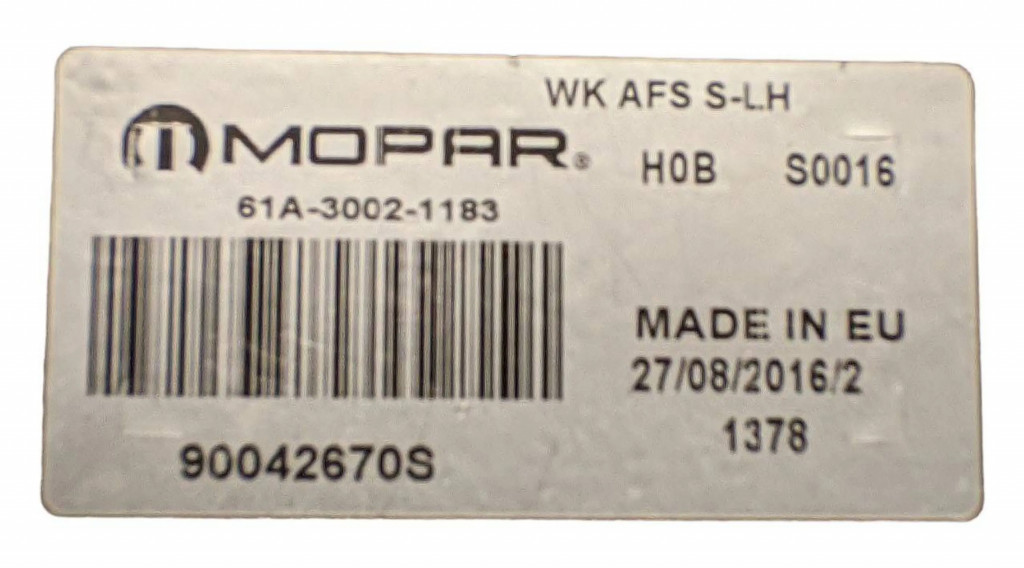 WK AFS S-LH
MOPAR®
H0B S0016
61A-3002-1183
MADE IN EU
27/08/2016/2
1378
90042670S